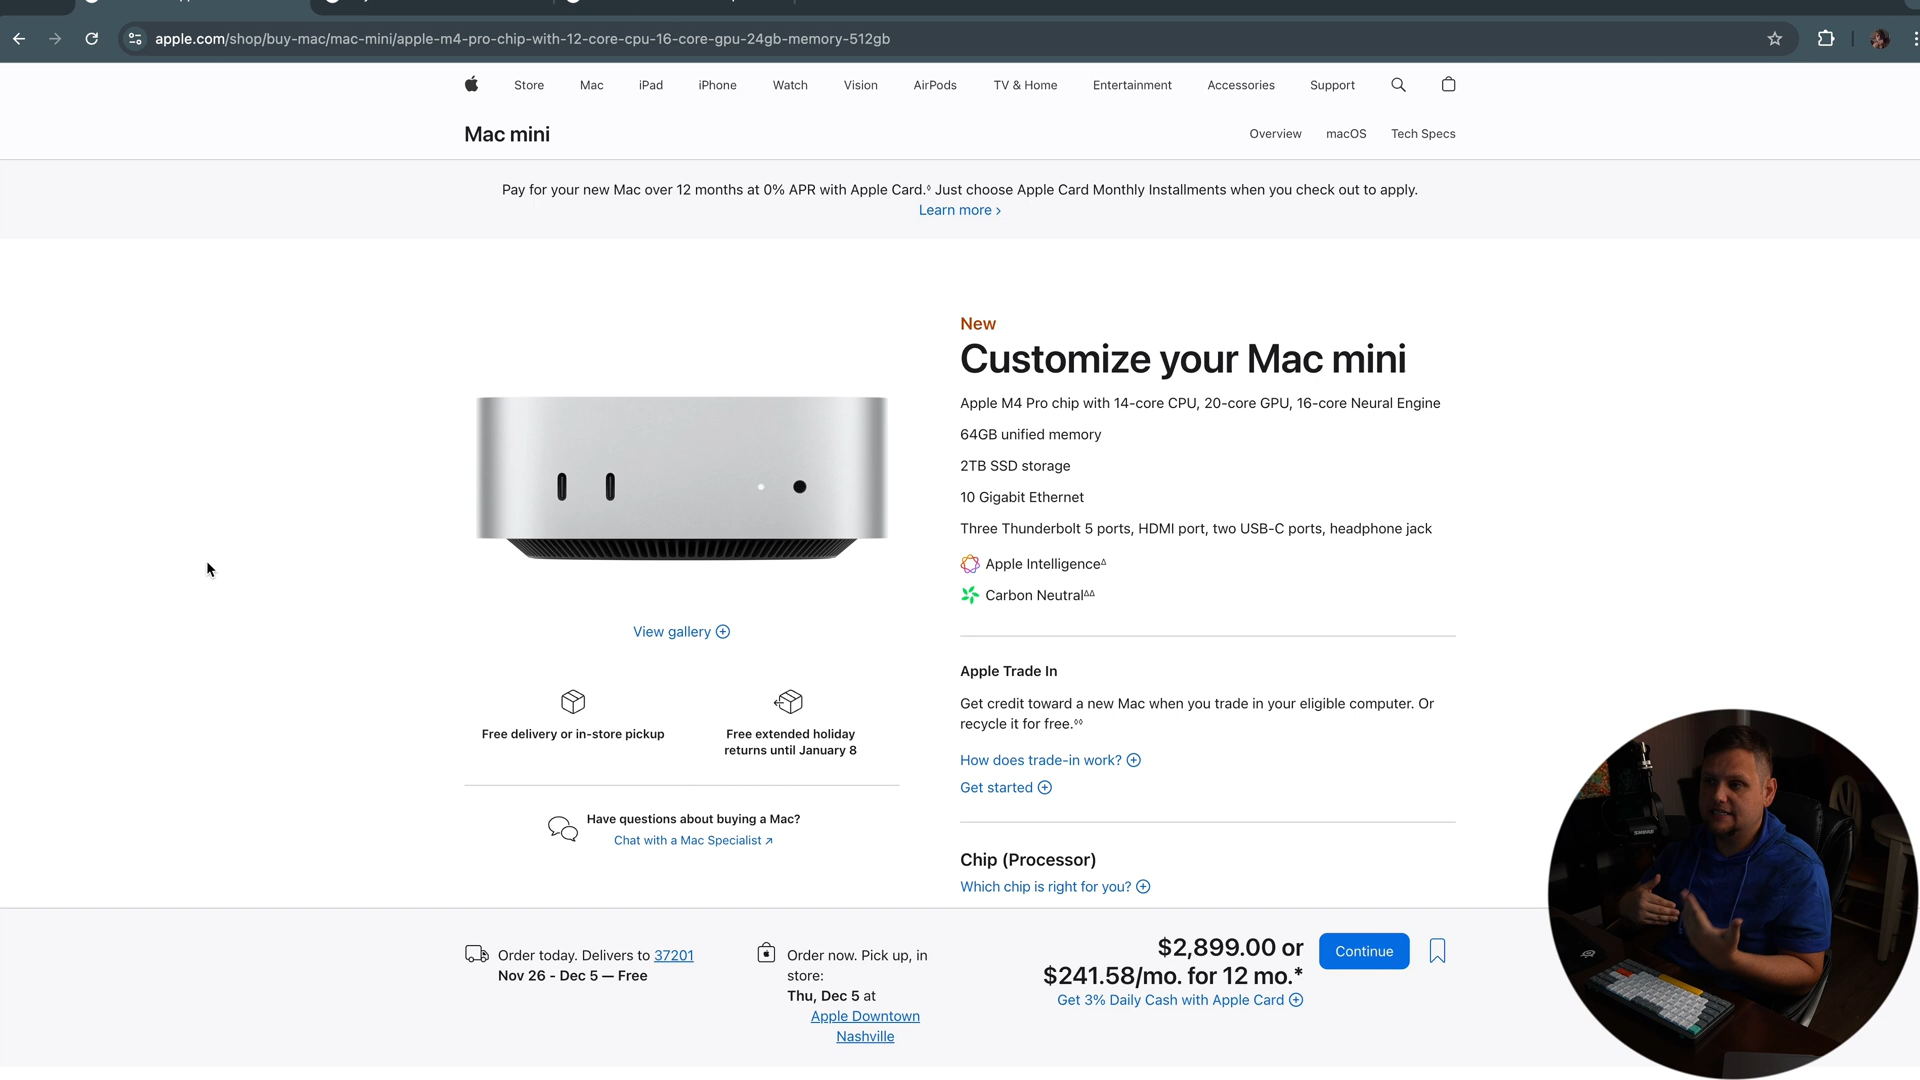 apple.com/shop/buy-mac/mac-mini/apple-m4-pro-chip-with-12-core-cpu-16-core-gpu-24gb-memory-512gb
Store Mac iPad iPhone Watch Vision AirPods TV & Home Entertainment Accessories Support
Mac mini
Overview macOS Tech Specs
Pay for your new Mac over 12 months at 0% APR with Apple Card.◊ Just choose Apple Card Monthly Installments when you check out to apply.
Learn more ›
New
Customize your Mac mini
Apple M4 Pro chip with 14-core CPU, 20-core GPU, 16-core Neural Engine
64GB unified memory
2TB SSD storage
10 Gigabit Ethernet
Three Thunderbolt 5 ports, HDMI port, two USB-C ports, headphone jack
Apple IntelligenceΔ
Carbon NeutralΔΔ
View gallery
Free delivery or in-store pickup
Free extended holiday
returns until January 8
Have questions about buying a Mac?
Chat with a Mac Specialist ↗
Apple Trade In
Get credit toward a new Mac when you trade in your eligible computer. Or
recycle it for free.◊◊
How does trade-in work?
Get started
Chip (Processor)
Which chip is right for you?
Order today. Delivers to 37201
Nov 26 - Dec 5 — Free
Order now. Pick up, in
store:
Thu, Dec 5 at
Apple Downtown
Nashville
$2,899.00 or
$241.58/mo. for 12 mo.*
Get 3% Daily Cash with Apple Card
Continue
SHURE